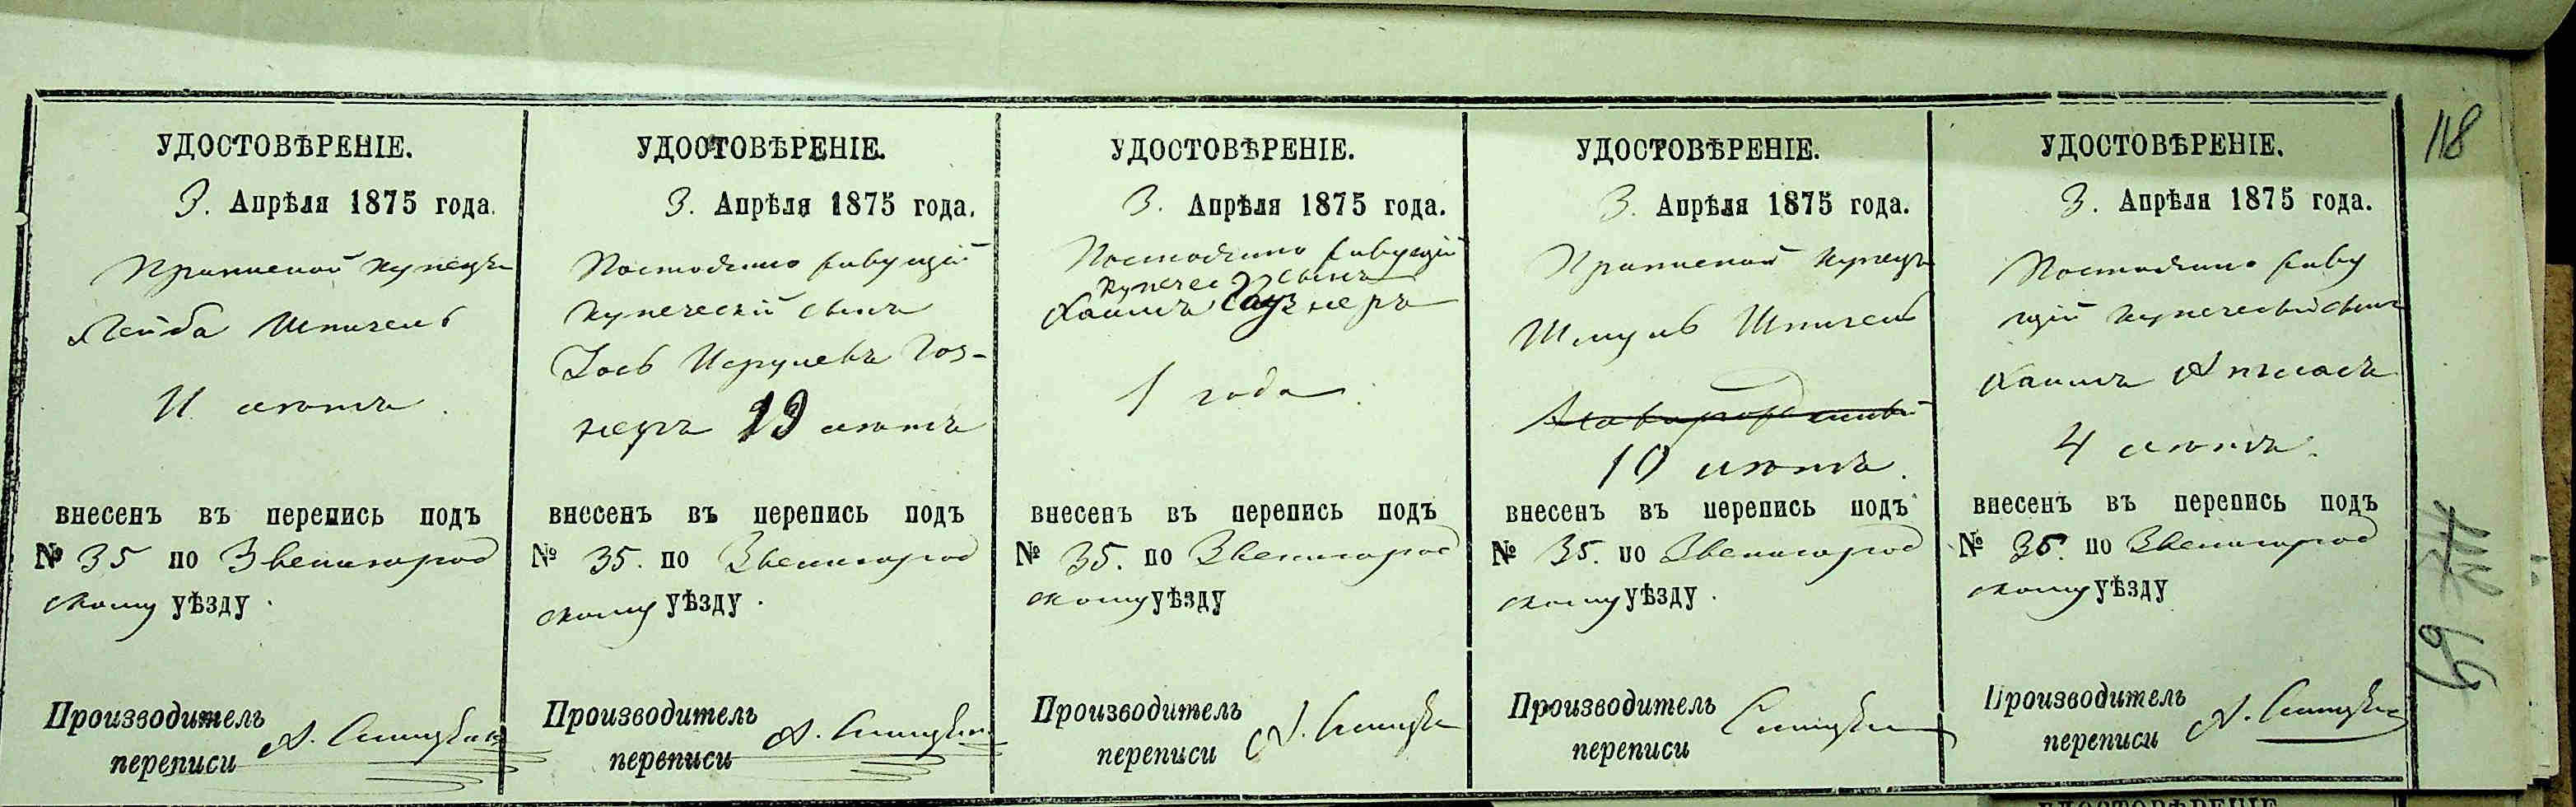 УДОСТОВѢРЕНІЕ.
3. Апрѣля 1875 года.
Приписной купецъ
Лейба Шпигель
11 лѣтъ
внесенъ въ перепись подъ
№ 35 по Звенигород
скому уѣзду.
Производитель
переписи
УДОСТОВѢРЕНІЕ.
3. Апрѣля 1875 года.
Постоянно живущій
купеческій сынъ
Іось Исрулевъ Гоз-
неръ 19 лѣтъ
внесенъ въ перепись подъ
№ 35. по Звенигород
скому уѣзду.
Производитель
переписи
УДОСТОВѢРЕНІЕ.
3. Апрѣля 1875 года.
Постоянно живущій
купечес сынъ
Хаимъ Гаузнеръ
1 года
внесенъ въ перепись подъ
№ 35. по Звенигород
скому уѣзду
Производитель
переписи
УДОСТОВѢРЕНІЕ.
3. Апрѣля 1875 года.
Приписной купецъ
Шмуль Шпигель
10 лѣтъ.
внесенъ въ перепись подъ
№ 35. по Звенигород
скому уѣзду.
Производитель
переписи
УДОСТОВѢРЕНІЕ.
3. Апрѣля 1875 года.
Постоянно живу
щій купеческій сынъ
Хаимъ
4 лѣтъ.
внесенъ въ перепись подъ
№ 35. по Звенигород
скому уѣзду
Производитель
переписи
118
69